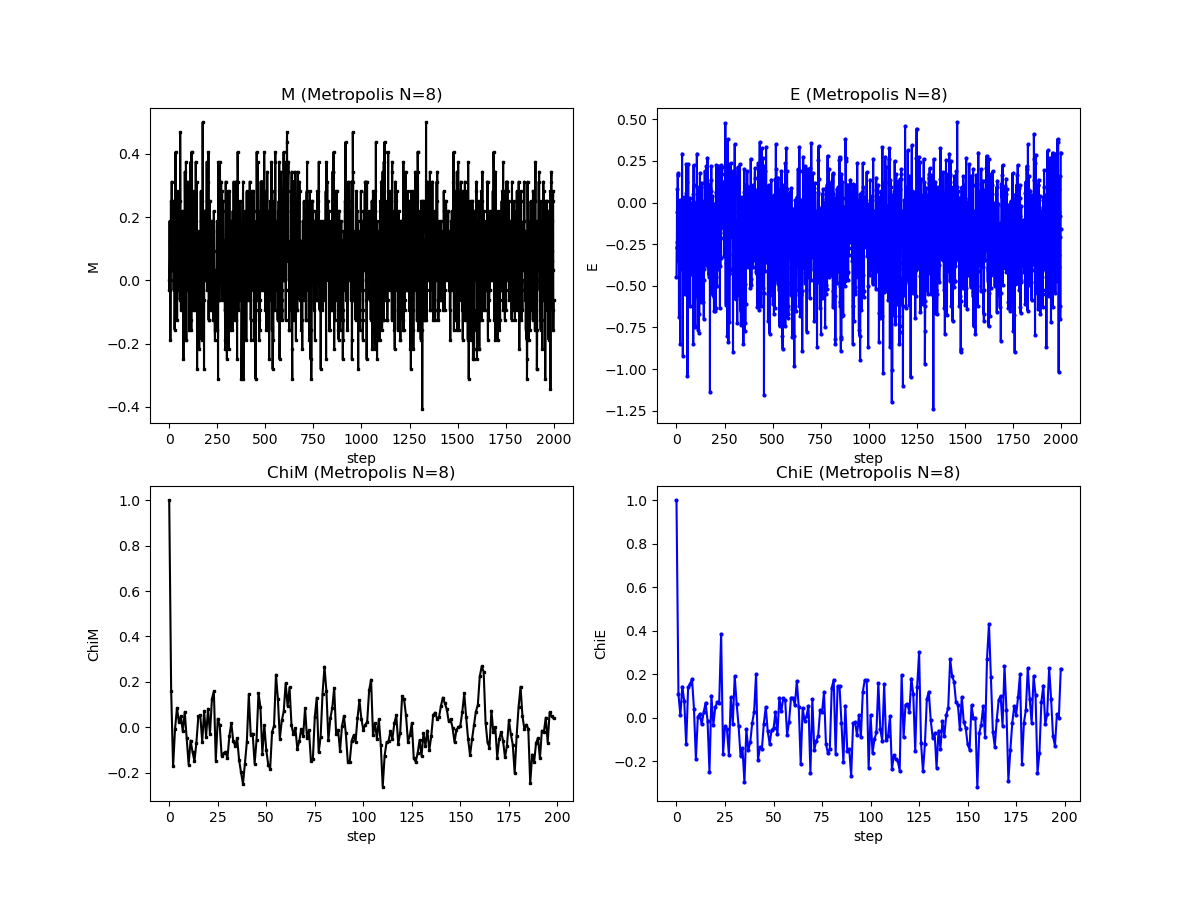 M (Metropolis N=8)
M
0.4
0.2
0.0
−0.2
−0.4
0 250 500 750 1000 1250 1500 1750 2000
step
E (Metropolis N=8)
E
0.50
0.25
0.00
−0.25
−0.50
−0.75
−1.00
−1.25
0 250 500 750 1000 1250 1500 1750 2000
step
ChiM (Metropolis N=8)
ChiM
1.0
0.8
0.6
0.4
0.2
0.0
−0.2
0 25 50 75 100 125 150 175 200
step
ChiE (Metropolis N=8)
ChiE
1.0
0.8
0.6
0.4
0.2
0.0
−0.2
0 25 50 75 100 125 150 175 200
step